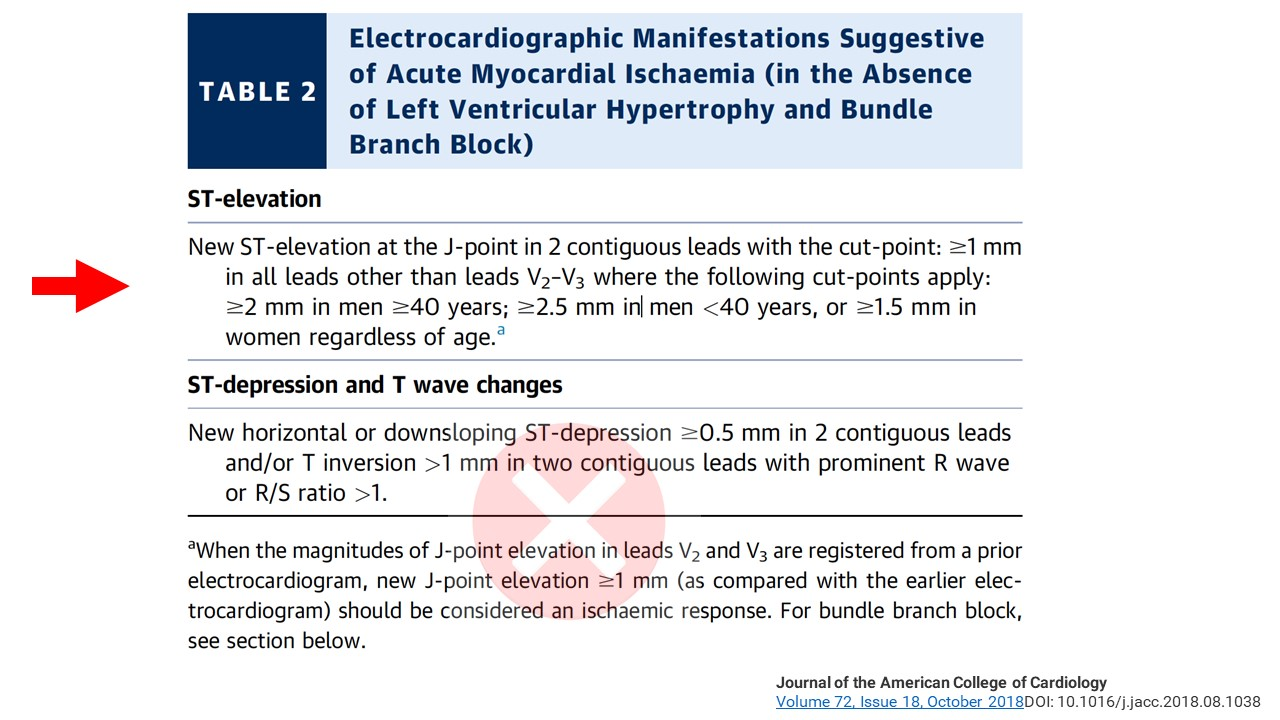 TABLE 2
Electrocardiographic Manifestations Suggestive
of Acute Myocardial Ischaemia (in the Absence
of Left Ventricular Hypertrophy and Bundle
Branch Block)
ST-elevation
New ST-elevation at the J-point in 2 contiguous leads with the cut-point: ≥1 mm
in all leads other than leads V₂–V₃ where the following cut-points apply:
≥2 mm in men ≥40 years; ≥2.5 mm in men <40 years, or ≥1.5 mm in
women regardless of age.ᵃ
ST-depression and T wave changes
New horizontal or downsloping ST-depression ≥0.5 mm in 2 contiguous leads
and/or T inversion >1 mm in two contiguous leads with prominent R wave
or R/S ratio >1.
ᵃWhen the magnitudes of J-point elevation in leads V₂ and V₃ are registered from a prior
electrocardiogram, new J-point elevation ≥1 mm (as compared with the earlier elec-
trocardiogram) should be considered an ischaemic response. For bundle branch block,
see section below.
Journal of the American College of Cardiology
Volume 72, Issue 18, October 2018DOI: 10.1016/j.jacc.2018.08.1038